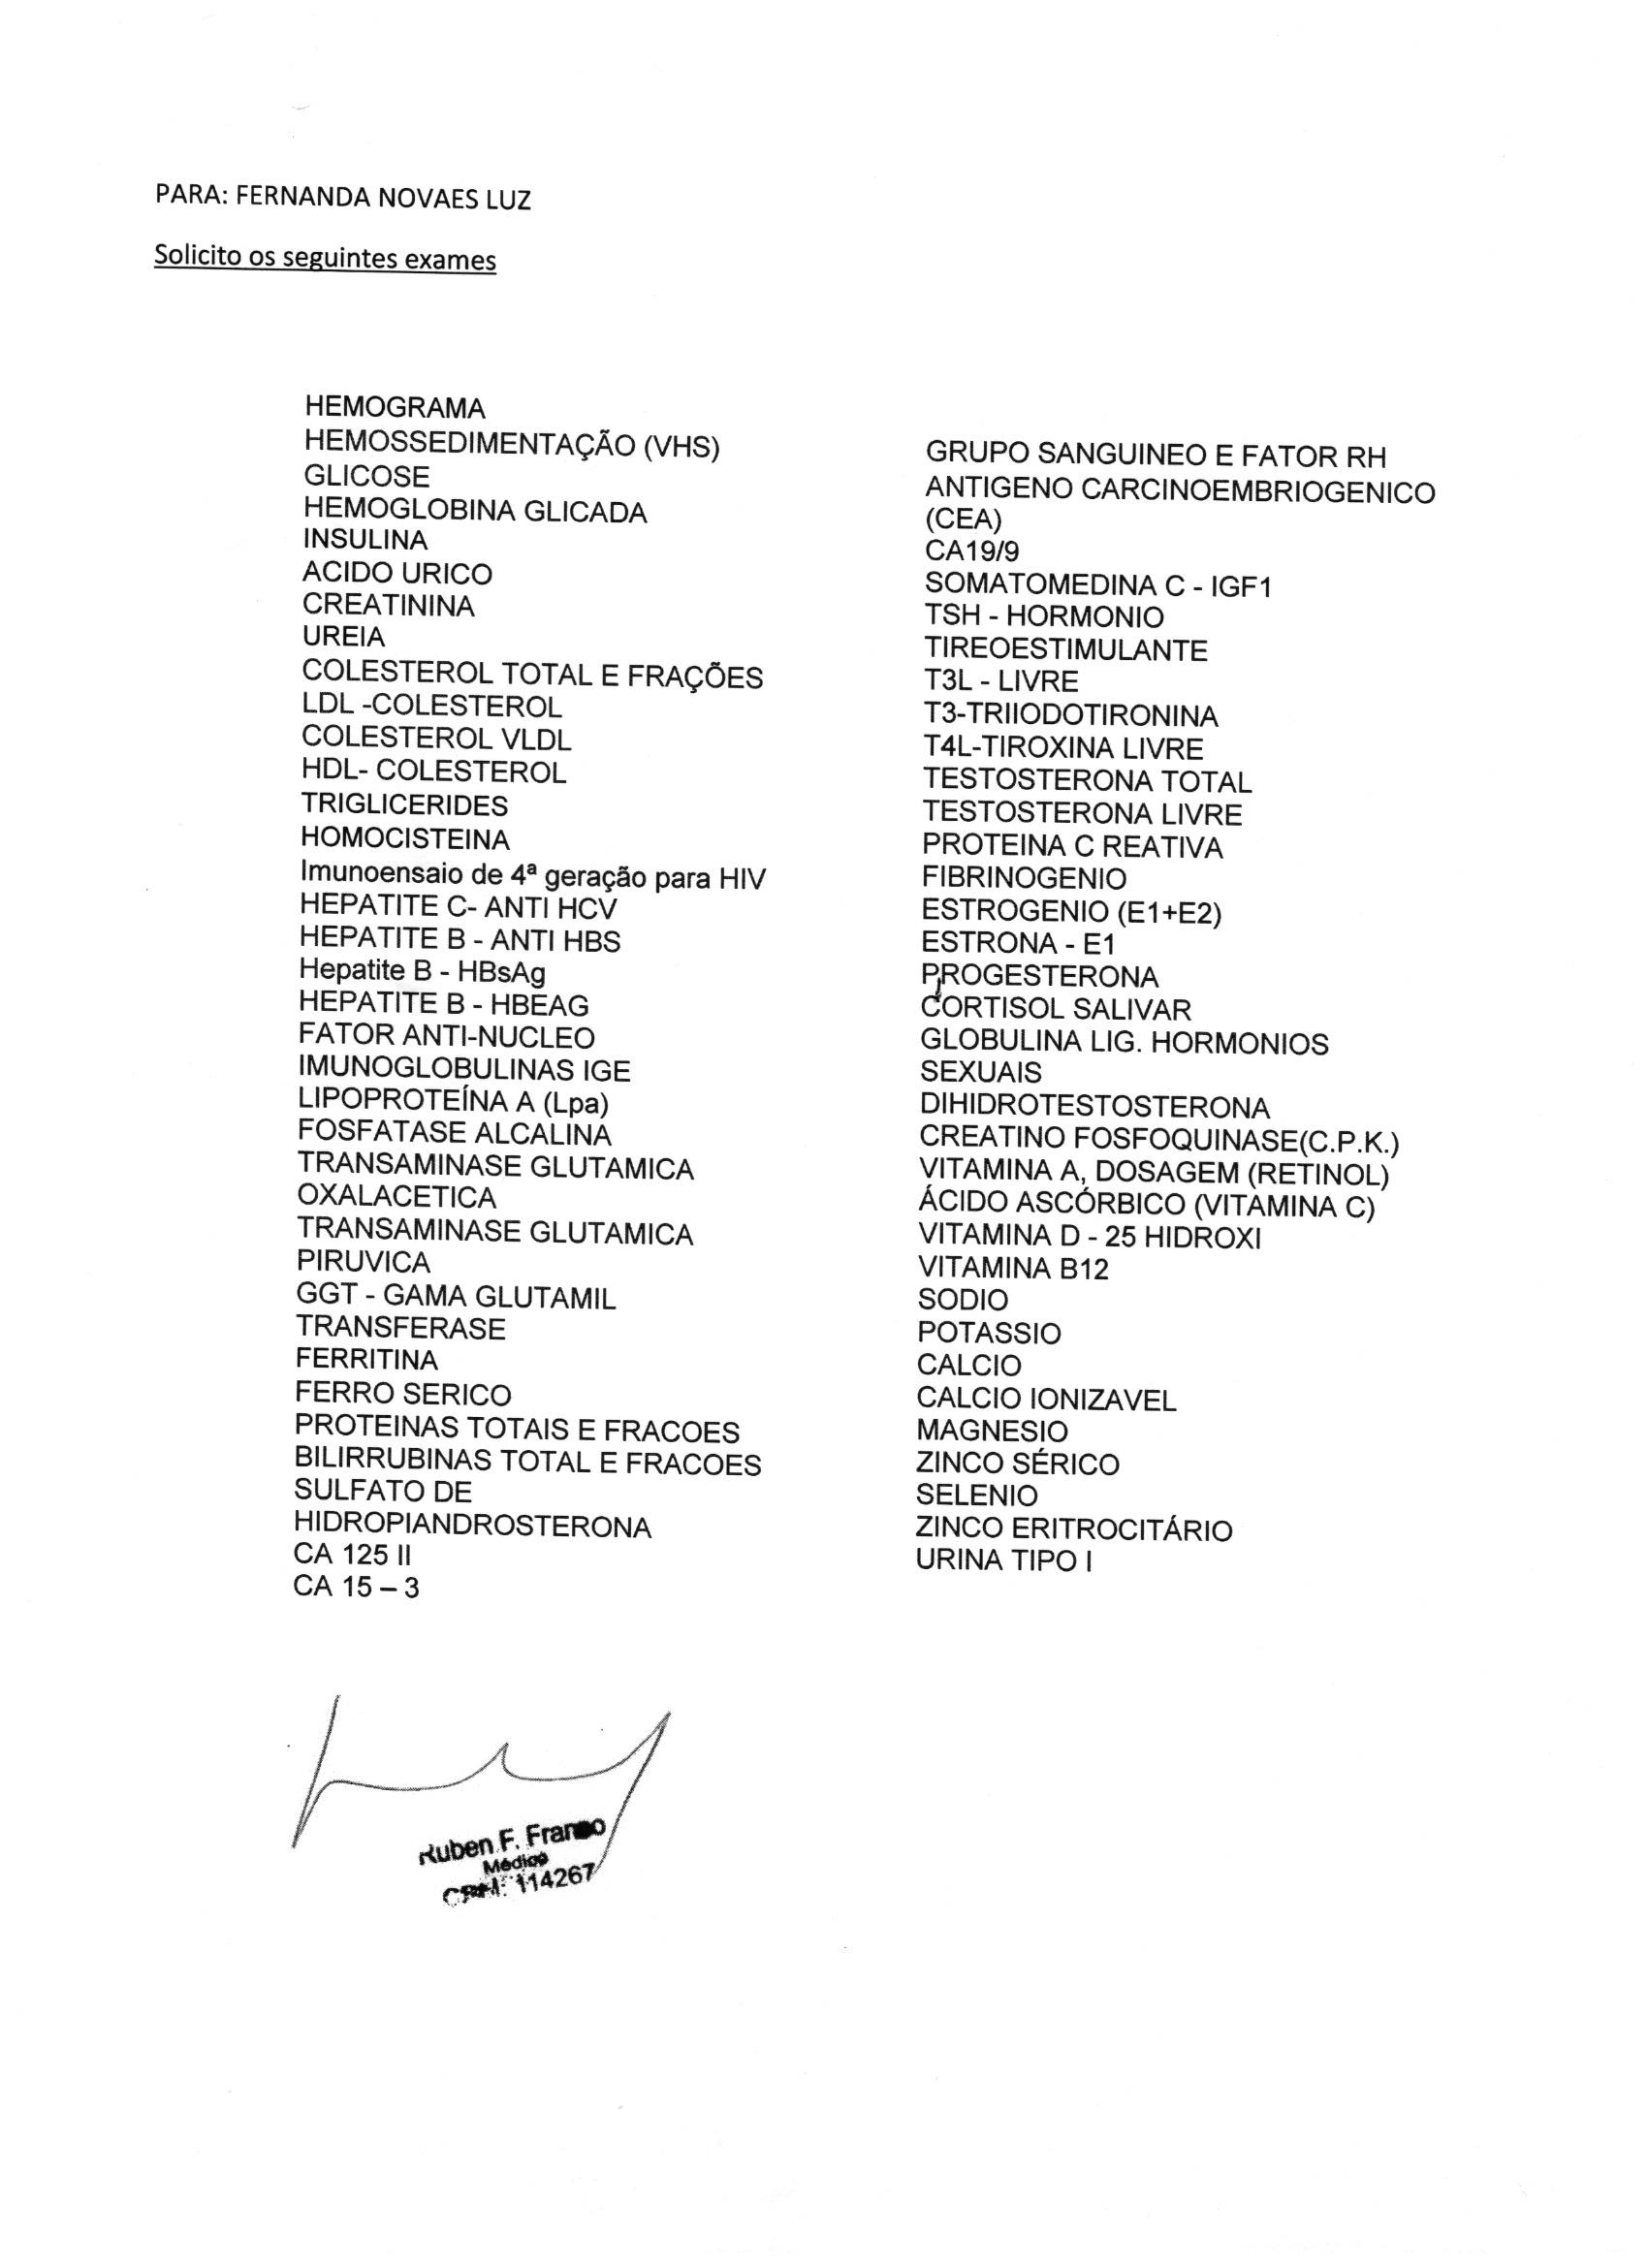 PARA: FERNANDA NOVAES LUZ
Solicito os seguintes exames
HEMOGRAMA
HEMOSSEDIMENTAÇÃO (VHS)
GLICOSE
HEMOGLOBINA GLICADA
INSULINA
ACIDO URICO
CREATININA
UREIA
COLESTEROL TOTAL E FRAÇÕES
LDL -COLESTEROL
COLESTEROL VLDL
HDL- COLESTEROL
TRIGLICERIDES
HOMOCISTEINA
Imunoensaio de 4ª geração para HIV
HEPATITE C- ANTI HCV
HEPATITE B - ANTI HBS
Hepatite B - HBsAg
HEPATITE B - HBEAG
FATOR ANTI-NUCLEO
IMUNOGLOBULINAS IGE
LIPOPROTEÍNA A (Lpa)
FOSFATASE ALCALINA
TRANSAMINASE GLUTAMICA
OXALACETICA
TRANSAMINASE GLUTAMICA
PIRUVICA
GGT - GAMA GLUTAMIL
TRANSFERASE
FERRITINA
FERRO SERICO
PROTEINAS TOTAIS E FRACOES
BILIRRUBINAS TOTAL E FRACOES
SULFATO DE
HIDROPIANDROSTERONA
CA 125 II
CA 15 – 3
GRUPO SANGUINEO E FATOR RH
ANTIGENO CARCINOEMBRIOGENICO
(CEA)
CA19/9
SOMATOMEDINA C - IGF1
TSH - HORMONIO
TIREOESTIMULANTE
T3L - LIVRE
T3-TRIIODOTIRONINA
T4L-TIROXINA LIVRE
TESTOSTERONA TOTAL
TESTOSTERONA LIVRE
PROTEINA C REATIVA
FIBRINOGENIO
ESTROGENIO (E1+E2)
ESTRONA - E1
PROGESTERONA
CORTISOL SALIVAR
GLOBULINA LIG. HORMONIOS
SEXUAIS
DIHIDROTESTOSTERONA
CREATINO FOSFOQUINASE(C.P.K.)
VITAMINA A, DOSAGEM (RETINOL)
ÁCIDO ASCÓRBICO (VITAMINA C)
VITAMINA D - 25 HIDROXI
VITAMINA B12
SODIO
POTASSIO
CALCIO
CALCIO IONIZAVEL
MAGNESIO
ZINCO SÉRICO
SELENIO
ZINCO ERITROCITÁRIO
URINA TIPO I
Ruben F. Franco
Médico
CRM: 114267